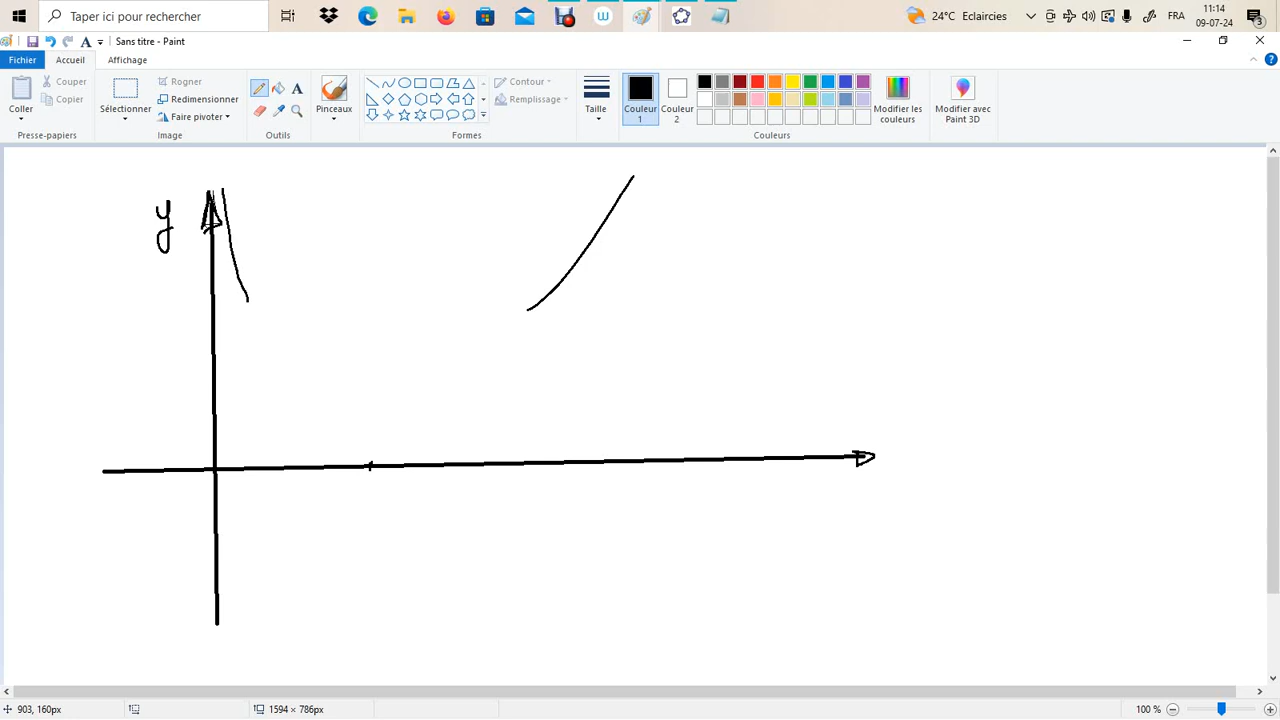 Taper ici pour rechercher
24°C Eclaircies
FRA
11:14
09-07-24
3
Sans titre - Paint
Fichier
Accueil
Affichage
Coller
Couper
Copier
Presse-papiers
Sélectionner
Rogner
Redimensionner
Faire pivoter
Image
A
Outils
Pinceaux
Contour
Remplissage
Formes
Taille
Couleur 1
Couleur 2
Modifier les couleurs
Couleurs
Modifier avec Paint 3D
y
903, 160px
1594 × 786px
100 %